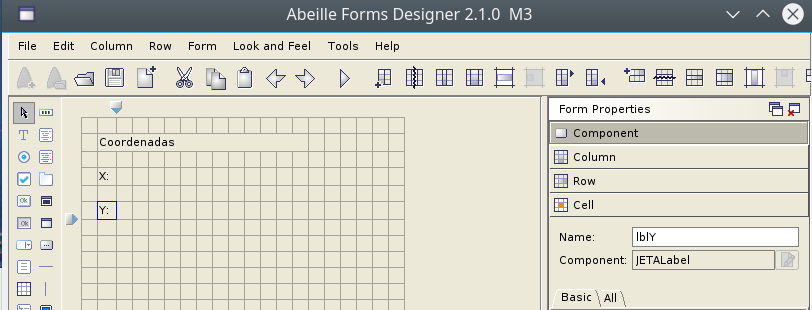 Abeille Forms Designer 2.1.0 M3
File Edit Column Row Form Look and Feel Tools Help
Form Properties
Component
Coordenadas
Column
X:
Row
Y:
Cell
Name: lblY
Component: JETALabel
Basic All